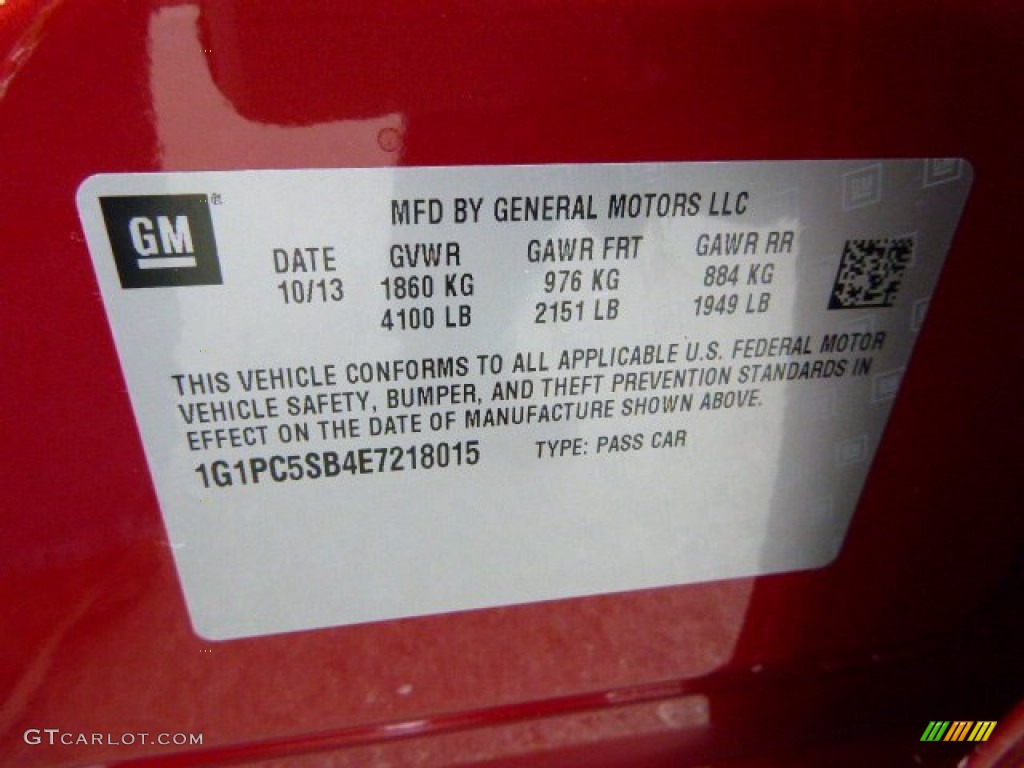 GM ®
MFD BY GENERAL MOTORS LLC
DATE GVWR GAWR FRT GAWR RR
10/13 1860 KG 976 KG 884 KG
4100 LB 2151 LB 1949 LB
THIS VEHICLE CONFORMS TO ALL APPLICABLE U.S. FEDERAL MOTOR
VEHICLE SAFETY, BUMPER, AND THEFT PREVENTION STANDARDS IN
EFFECT ON THE DATE OF MANUFACTURE SHOWN ABOVE.
1G1PC5SB4E7218015 TYPE: PASS CAR
GTCARLOT.COM